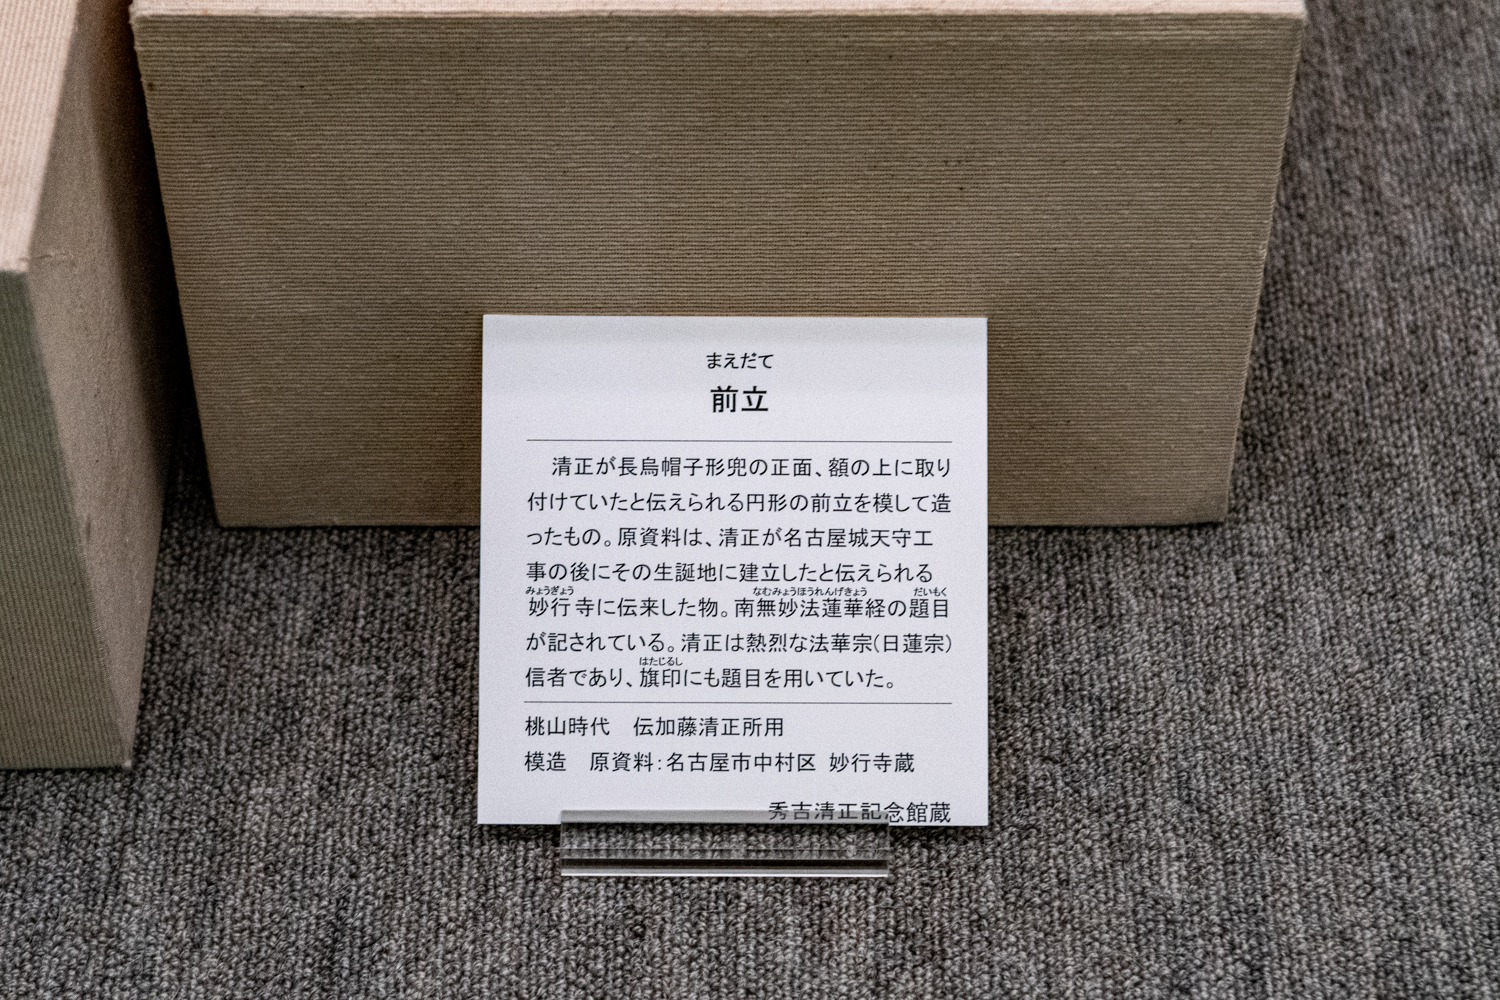 まえだて
前立
清正が長烏帽子形兜の正面、額の上に取り
付けていたと伝えられる円形の前立を模して造
ったもの。原資料は、清正が名古屋城天守工
事の後にその生誕地に建立したと伝えられる
みょうぎょう なむみょうほうれんげきょう だいもく
妙行寺に伝来した物。南無妙法蓮華経の題目
が記されている。清正は熱烈な法華宗(日蓮宗)
はたじるし
信者であり、旗印にも題目を用いていた。
桃山時代　伝加藤清正所用
模造　原資料:名古屋市中村区 妙行寺蔵
秀吉清正記念館蔵